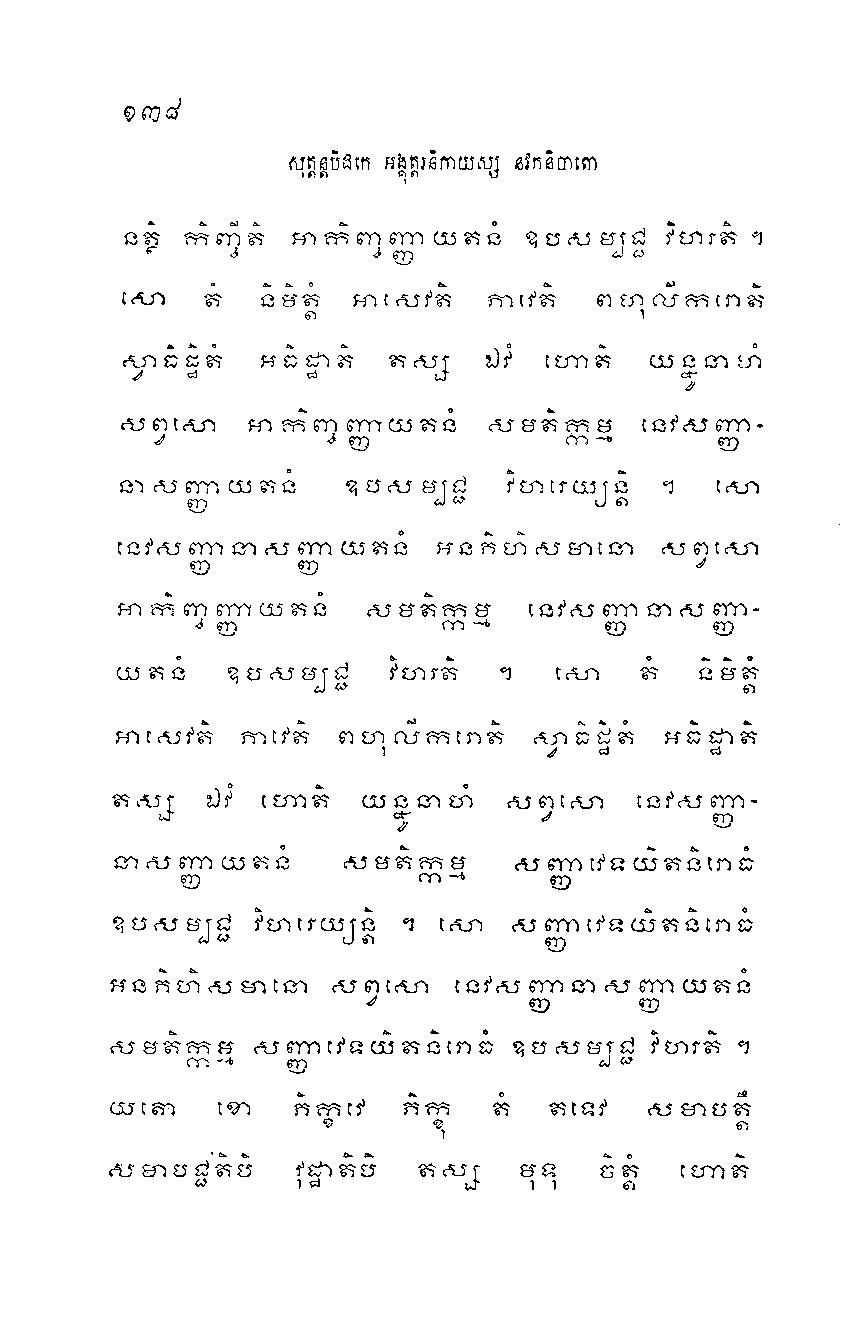 ១៣៨
សុត្តន្តបិដកេ អង្គុត្តរនិកាយស្ស នវកនិបាតោ
នត្ថិ កិញ្ចីតិ អាកិញ្ចញ្ញាយតនំ ឧបសម្បជ្ជ វិហរតិ ។
សោ តំ និមិត្តំ អាសេវតិ ភាវេតិ ពហុលីករោតិ
ស្វាធិដ្ឋិតំ អធិដ្ឋាតិ តស្ស ឯវំ ហោតិ យន្នូនាហំ
សព្វសោ អាកិញ្ចញ្ញាយតនំ សមតិក្កម្ម នេវសញ្ញា-
នាសញ្ញាយតនំ ឧបសម្បជ្ជ វិហរេយ្យន្តិ ។ សោ
នេវសញ្ញានាសញ្ញាយតនំ អនភិហិសមានោ សព្វសោ
អាកិញ្ចញ្ញាយតនំ សមតិក្កម្ម នេវសញ្ញានាសញ្ញា-
យតនំ ឧបសម្បជ្ជ វិហរតិ ។ សោ តំ និមិត្តំ
អាសេវតិ ភាវេតិ ពហុលីករោតិ ស្វាធិដ្ឋិតំ អធិដ្ឋាតិ
តស្ស ឯវំ ហោតិ យន្នូនាហំ សព្វសោ នេវសញ្ញា-
នាសញ្ញាយតនំ សមតិក្កម្ម សញ្ញាវេទយិតនិរោធំ
ឧបសម្បជ្ជ វិហរេយ្យន្តិ ។ សោ សញ្ញាវេទយិតនិរោធំ
អនភិហិសមានោ សព្វសោ នេវសញ្ញានាសញ្ញាយតនំ
សមតិក្កម្ម សញ្ញាវេទយិតនិរោធំ ឧបសម្បជ្ជ វិហរតិ ។
យតោ ខោ ភិក្ខវេ ភិក្ខុ តំ តទេវ សមាបត្តឹ
សមាបជ្ជតិបិ វុដ្ឋាតិបិ តស្ស មុទុ ចិត្តំ ហោតិ